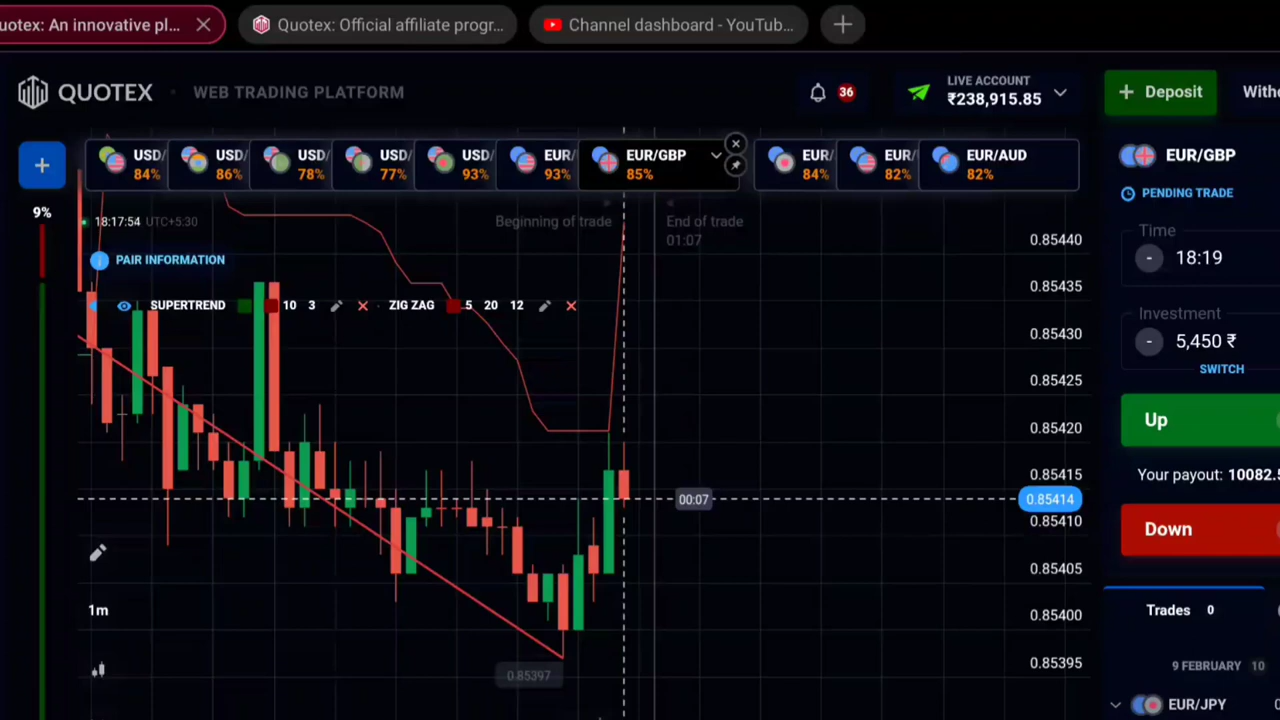 uotex: An innovative pl...
Quotex: Official affiliate progr...
Channel dashboard - YouTub...
QUOTEX
WEB TRADING PLATFORM
36
LIVE ACCOUNT
₹238,915.85
+ Deposit
Withd
USD/
84%
USD/
86%
USD/
78%
USD/
77%
USD/
93%
EUR/
93%
EUR/GBP
85%
EUR/
84%
EUR/
82%
EUR/AUD
82%
9%
18:17:54 UTC+5:30
Beginning of trade
End of trade
01:07
PAIR INFORMATION
SUPERTREND 10 3
ZIG ZAG 5 20 12
0.85440
0.85435
0.85430
0.85425
0.85420
0.85415
00:07
0.85414
0.85410
0.85405
0.85400
0.85395
0.85397
1m
EUR/GBP
PENDING TRADE
Time
- 18:19
Investment
- 5,450 ₹
SWITCH
Up
Your payout: 10082.5
Down
Trades 0
9 FEBRUARY 10
EUR/JPY